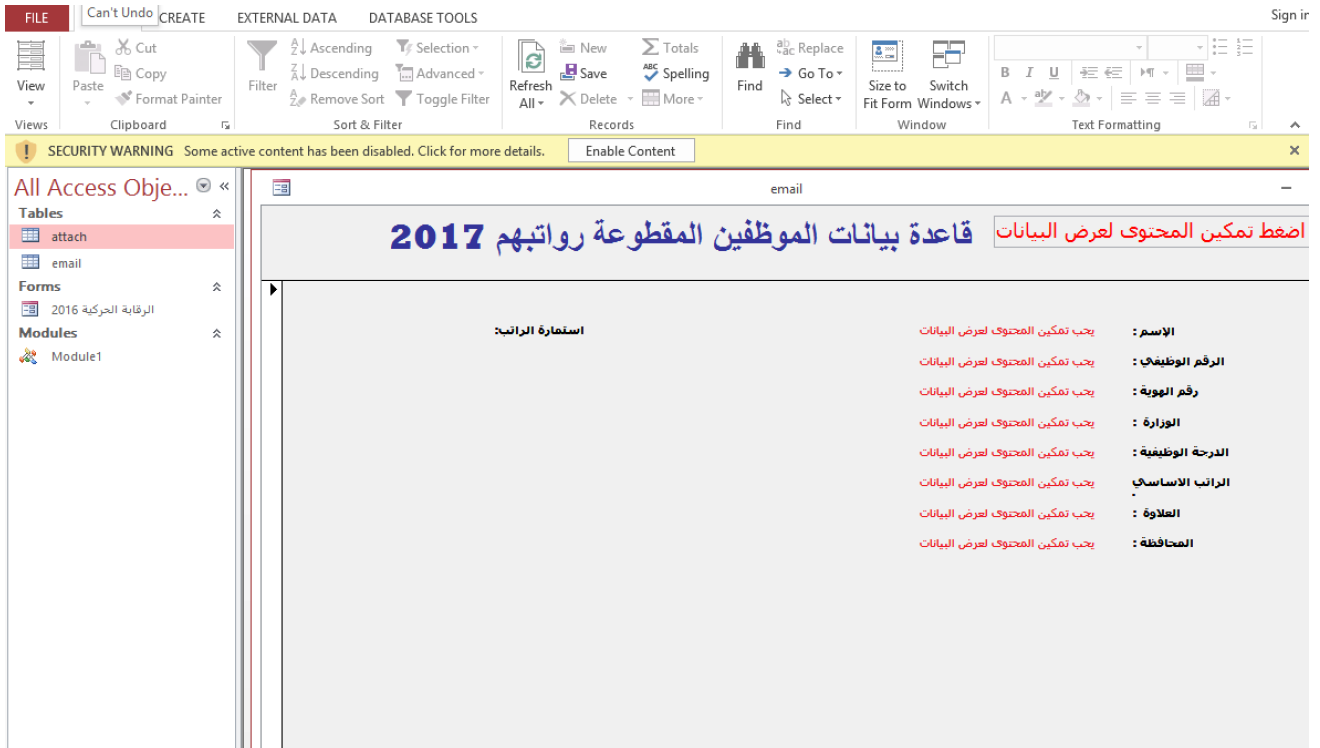 FILE
Can't Undo
CREATE
EXTERNAL DATA
DATABASE TOOLS
Sign in
View
Paste
Cut
Copy
Format Painter
Filter
Ascending
Descending
Remove Sort
Selection
Advanced
Toggle Filter
Refresh All
New
Save
Delete
Totals
Spelling
More
Find
Replace
Go To
Select
Size to Fit Form
Switch Windows
B I U
A
Views
Clipboard
Sort & Filter
Records
Find
Window
Text Formatting
SECURITY WARNING Some active content has been disabled. Click for more details. Enable Content
All Access Obje...
Tables
attach
email
Forms
الرقابة الحركية 2016
Modules
Module1
email
اضغط تمكين المحتوى لعرض البيانات
قاعدة بيانات الموظفين المقطوعة رواتبهم 2017
الإسم : يجب تمكين المحتوى لعرض البيانات
استمارة الراتب:
الرقم الوظيفي : يجب تمكين المحتوى لعرض البيانات
رقم الهوية : يجب تمكين المحتوى لعرض البيانات
الوزارة : يجب تمكين المحتوى لعرض البيانات
الدرجة الوظيفية : يجب تمكين المحتوى لعرض البيانات
الراتب الاساسي يجب تمكين المحتوى لعرض البيانات
العلاوة : يجب تمكين المحتوى لعرض البيانات
المحافظة : يجب تمكين المحتوى لعرض البيانات